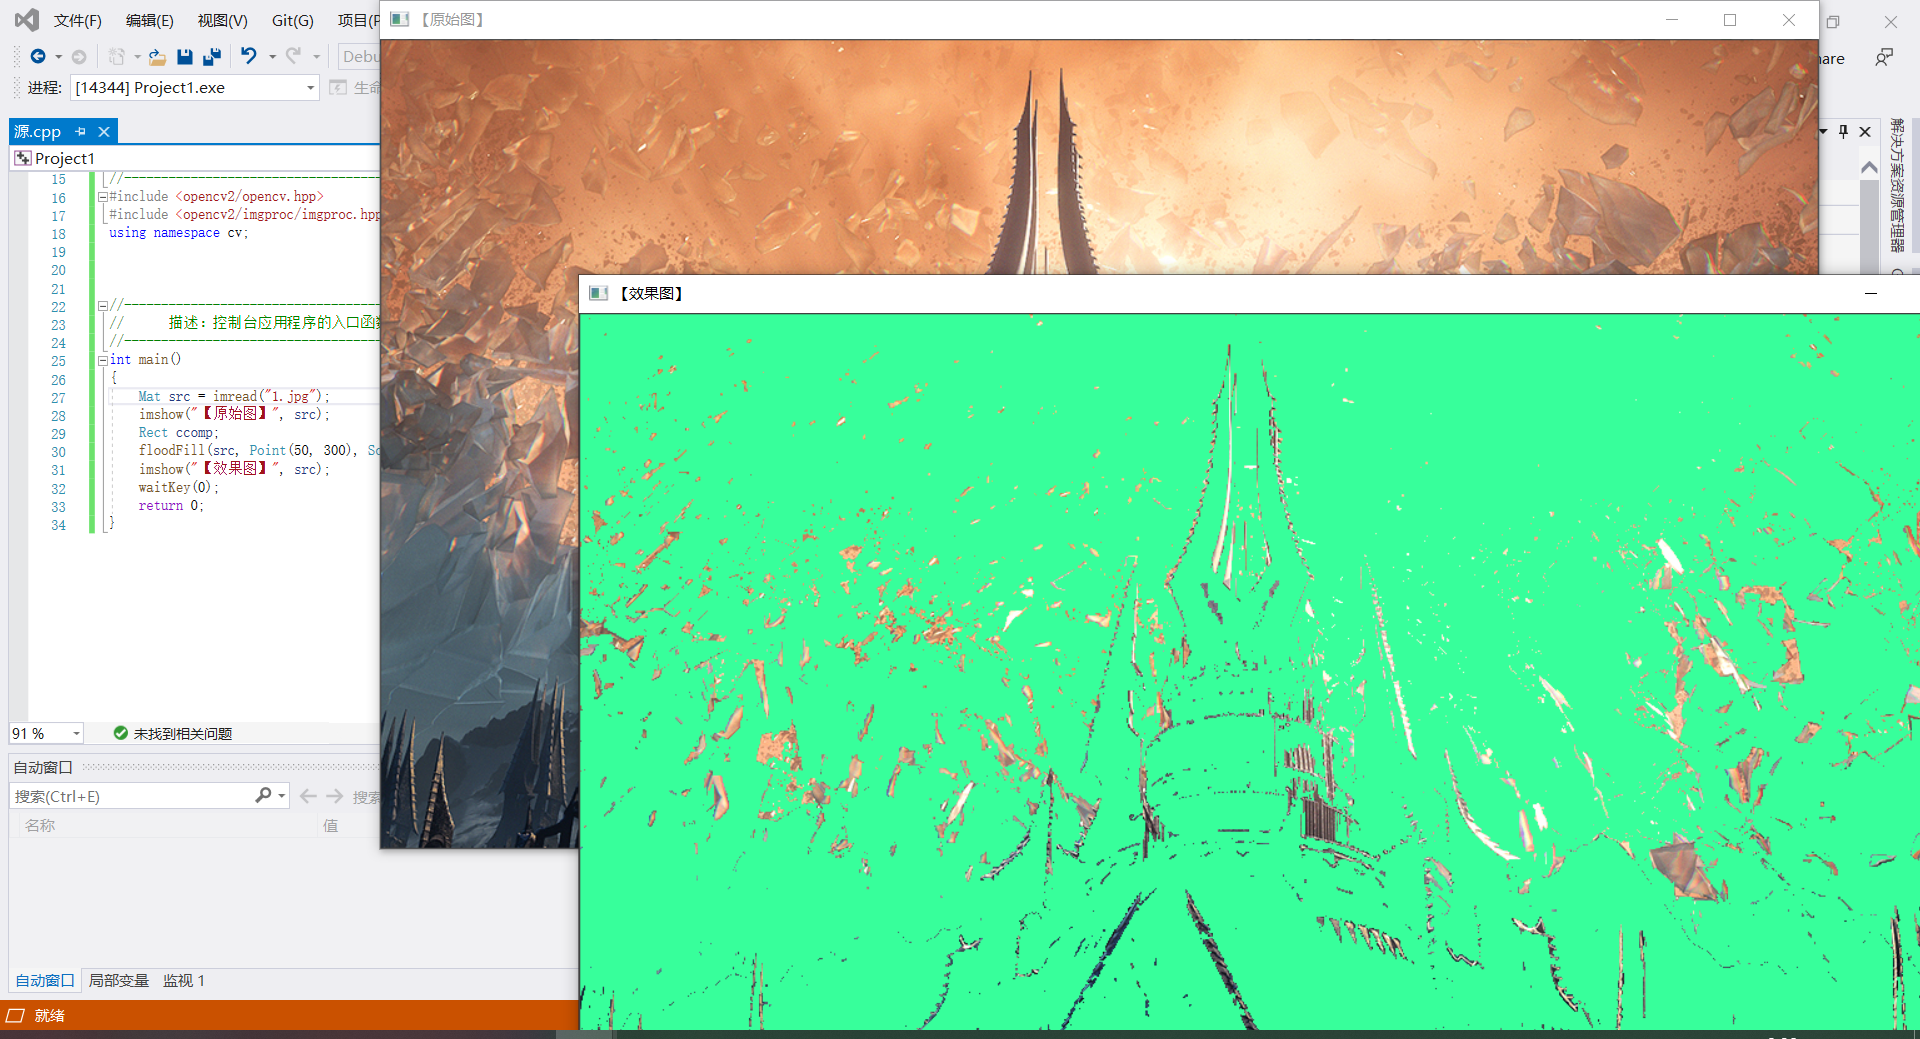 文件(F) 编辑(E) 视图(V) Git(G) 项目(P
【原始图】
Debu
进程: [14344] Project1.exe 生命
hare
源.cpp
Project1
解决方案资源管理器
15 //
16 #include <opencv2/opencv.hpp>
17 #include <opencv2/imgproc/imgproc.hpp
18 using namespace cv;
19
20
21
22 //
23 // 描述：控制台应用程序的入口函数
24 //
25 int main()
26 {
27 Mat src = imread("1.jpg");
28 imshow("【原始图】", src);
29 Rect ccomp;
30 floodFill(src, Point(50, 300), Sc
31 imshow("【效果图】", src);
32 waitKey(0);
33 return 0;
34 }
【效果图】
91 % 未找到相关问题
自动窗口
搜索(Ctrl+E) 搜索
名称 值
自动窗口 局部变量 监视 1
就绪